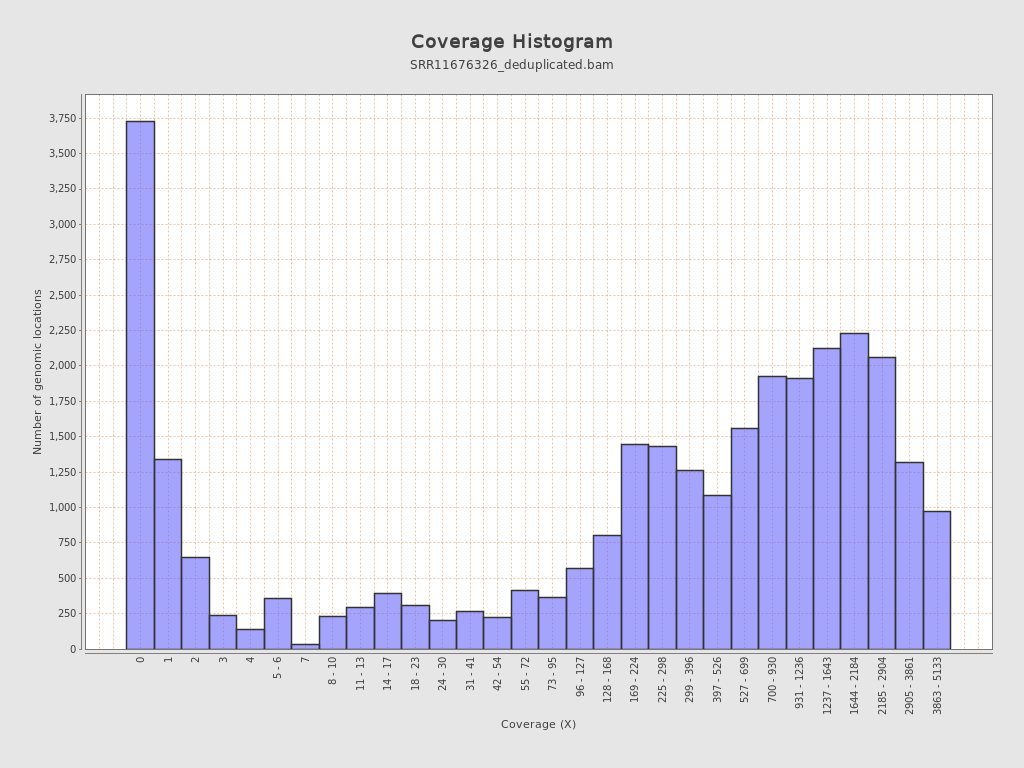 Coverage Histogram
SRR11676326_deduplicated.bam
Number of genomic locations
3,750
3,500
3,250
3,000
2,750
2,500
2,250
2,000
1,750
1,500
1,250
1,000
750
500
250
0
0
1
2
3
4
5 - 6
7
8 - 10
11 - 13
14 - 17
18 - 23
24 - 30
31 - 41
42 - 54
55 - 72
73 - 95
96 - 127
128 - 168
169 - 224
225 - 298
299 - 396
397 - 526
527 - 699
700 - 930
931 - 1236
1237 - 1643
1644 - 2184
2185 - 2904
2905 - 3861
3863 - 5133
Coverage (X)